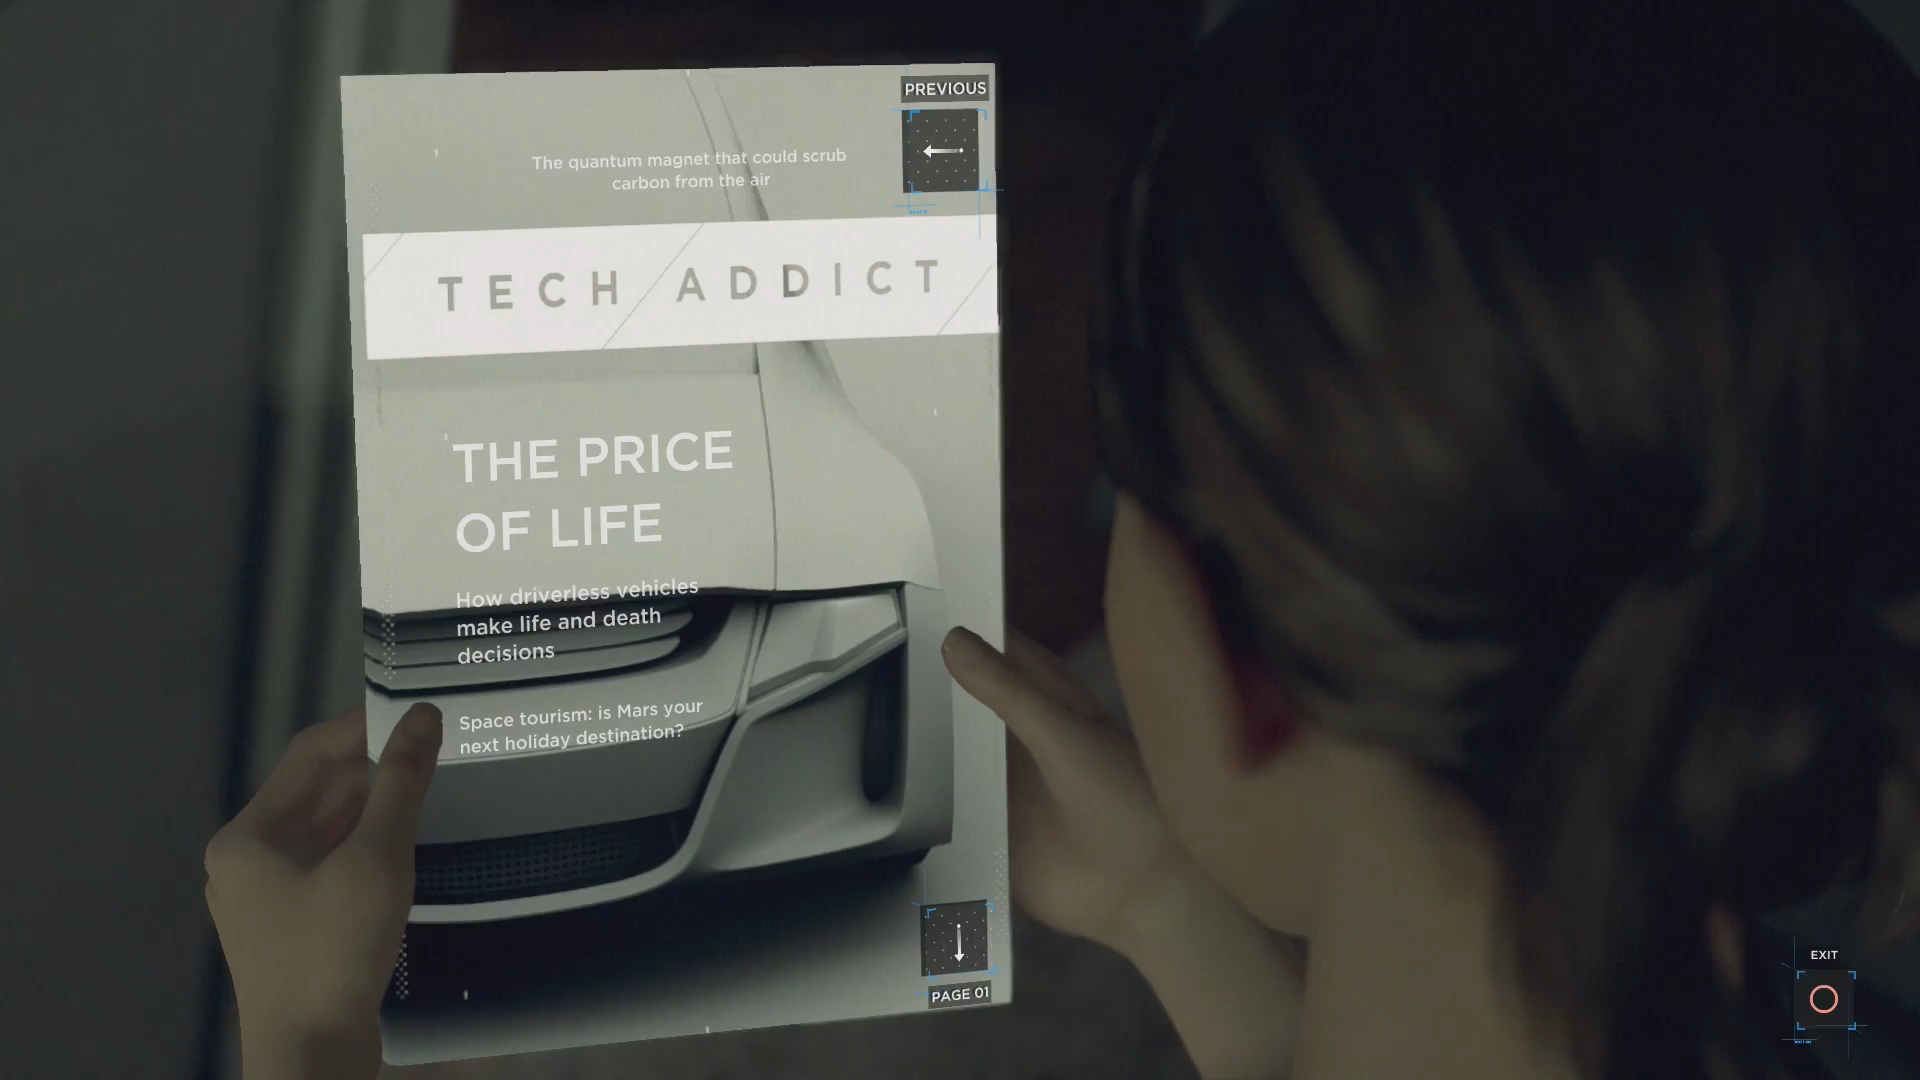 PREVIOUS
The quantum magnet that could scrub
carbon from the air
TECH ADDICT
THE PRICE
OF LIFE
How driverless vehicles
make life and death
decisions
Space tourism: is Mars your
next holiday destination?
PAGE 01
EXIT